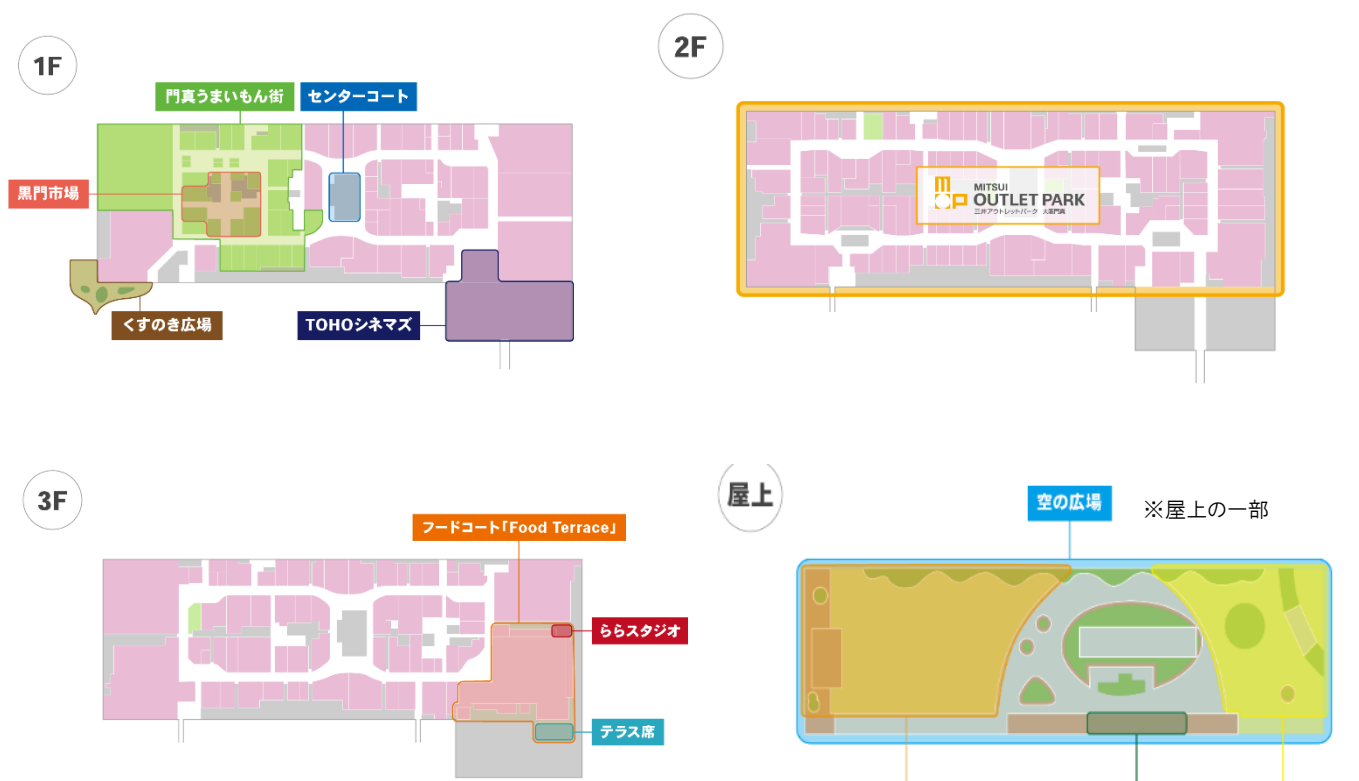 1F
門真うまいもん街
センターコート
黒門市場
くすのき広場
TOHOシネマズ
2F
MITSUI
OUTLET PARK
三井アウトレットパーク 大阪門真
3F
フードコート「Food Terrace」
ららスタジオ
テラス席
屋上
空の広場
※屋上の一部